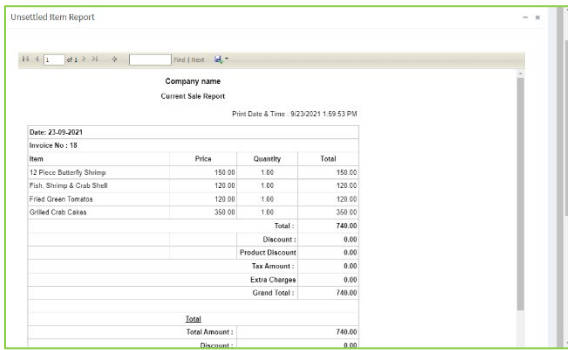 Unsettled Item Report
1 of 1 Find | Next
Company name
Current Sale Report
Print Date & Time : 9/23/2021 1:59:53 PM
Date: 23-09-2021
Invoice No : 18
Item Price Quantity Total
12 Piece Butterfly Shrimp 150.00 1.00 150.00
Fish, Shrimp & Crab Shell 120.00 1.00 120.00
Fried Green Tomatos 120.00 1.00 120.00
Grilled Crab Cakes 350.00 1.00 350.00
Total : 740.00
Discount : 0.00
Product Discount 0.00
Tax Amount : 0.00
Extra Charges 0.00
Grand Total : 740.00
Total
Total Amount : 740.00
Discount : 0.00